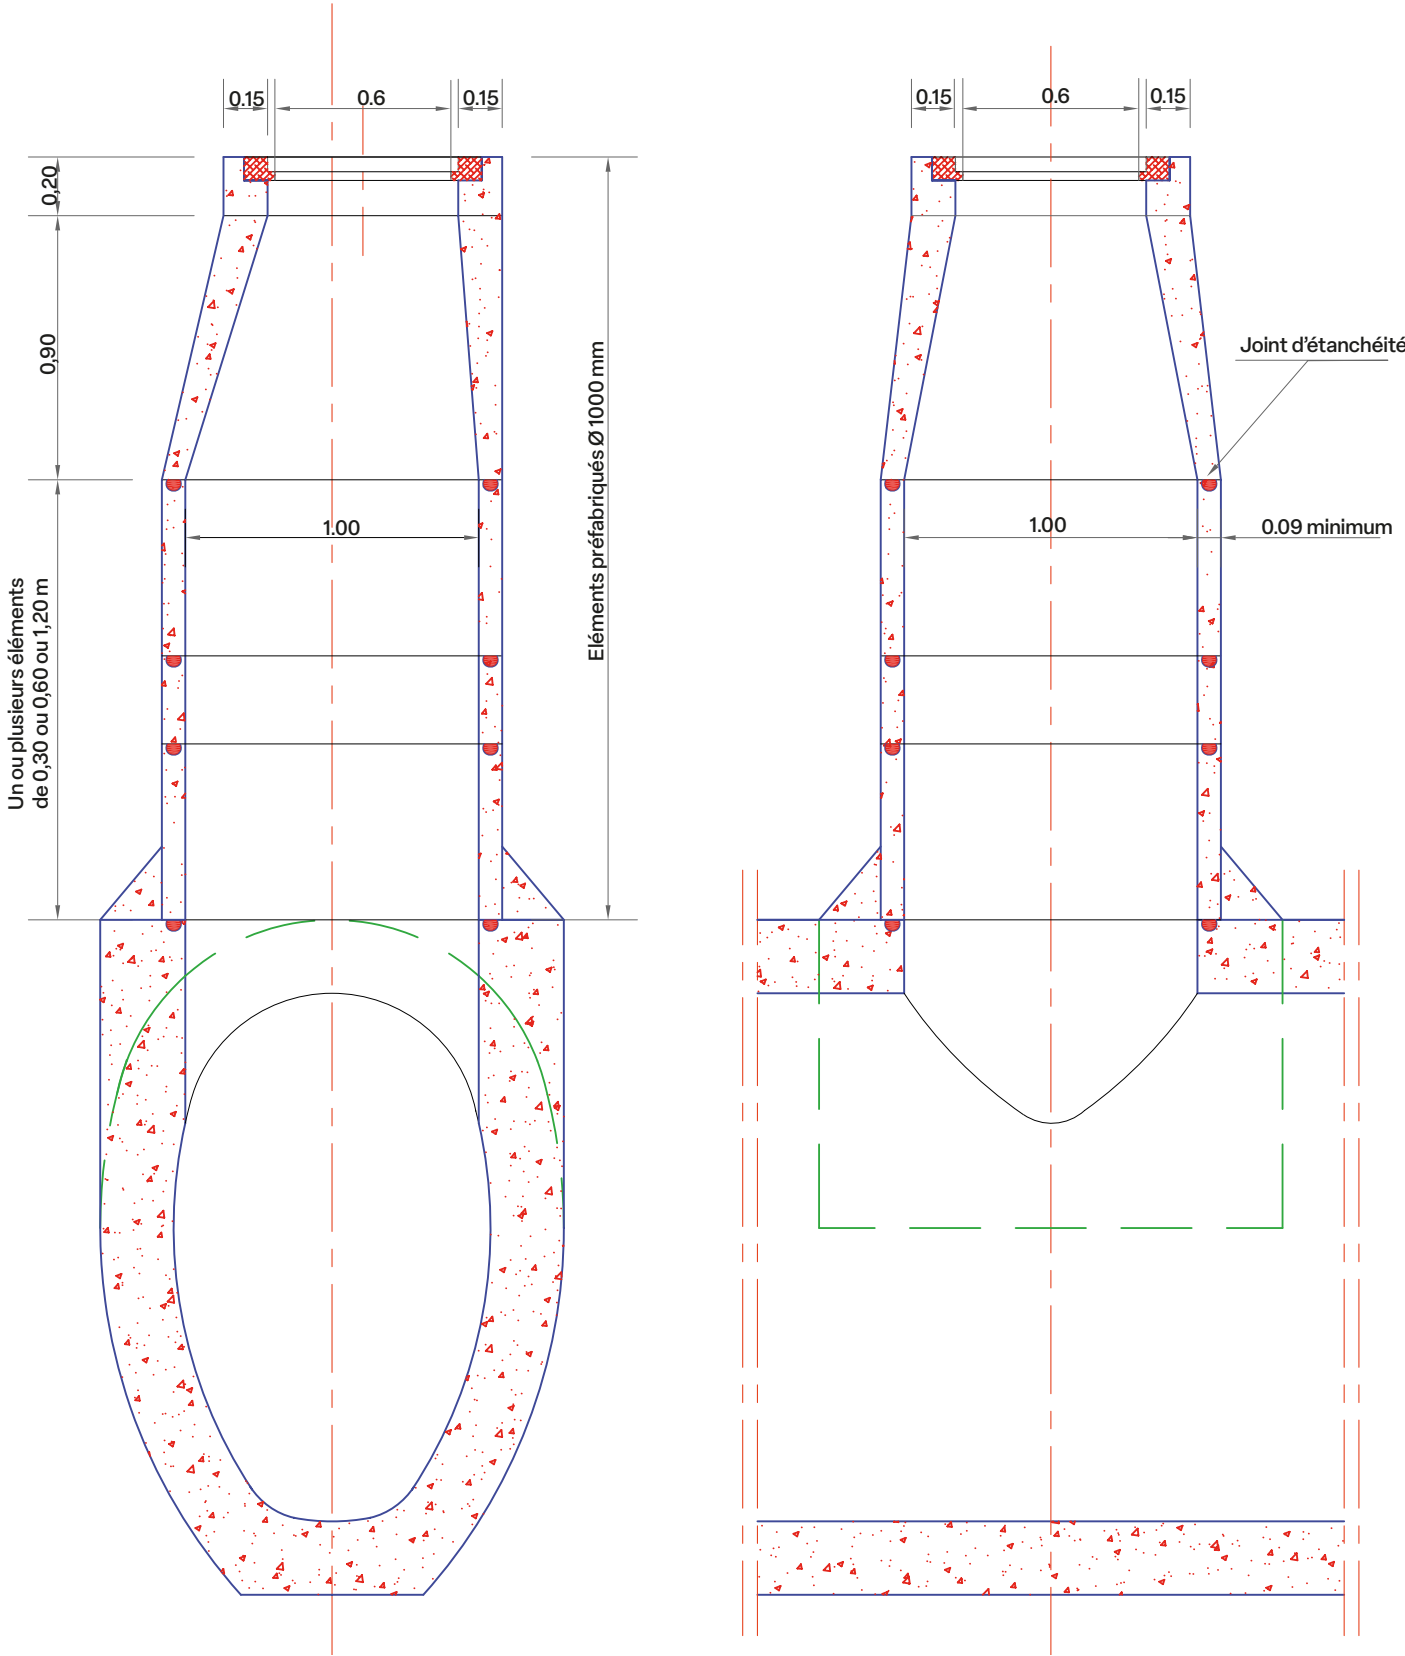 0.15
0.6
0.15
0.15
0.6
0.15
0,20
0,90
Joint d'étanchéité
Eléments préfabriqués Ø 1000 mm
1.00
1.00
0.09 minimum
Un ou plusieurs éléments
de 0,30 ou 0,60 ou 1,20 m